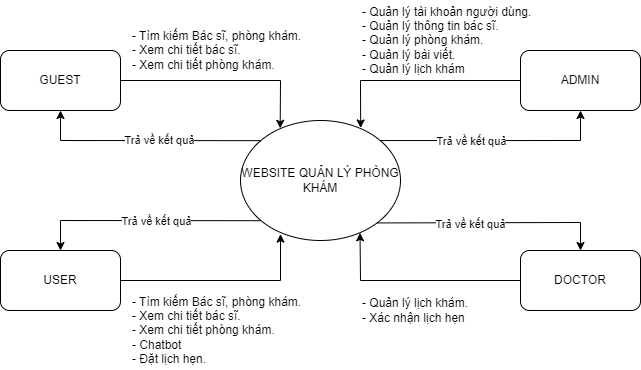 - Tìm kiếm Bác sĩ, phòng khám.
- Xem chi tiết bác sĩ.
- Xem chi tiết phòng khám.
- Quản lý tài khoản người dùng.
- Quản lý thông tin bác sĩ.
- Quản lý phòng khám.
- Quản lý bài viết.
- Quản lý lịch khám
GUEST
ADMIN
Trả về kết quả
Trả về kết quả
WEBSITE QUẢN LÝ PHÒNG
KHÁM
Trả về kết quả
Trả về kết quả
USER
DOCTOR
- Tìm kiếm Bác sĩ, phòng khám.
- Xem chi tiết bác sĩ.
- Xem chi tiết phòng khám.
- Chatbot
- Đặt lịch hẹn.
- Quản lý lịch khám.
- Xác nhận lịch hẹn